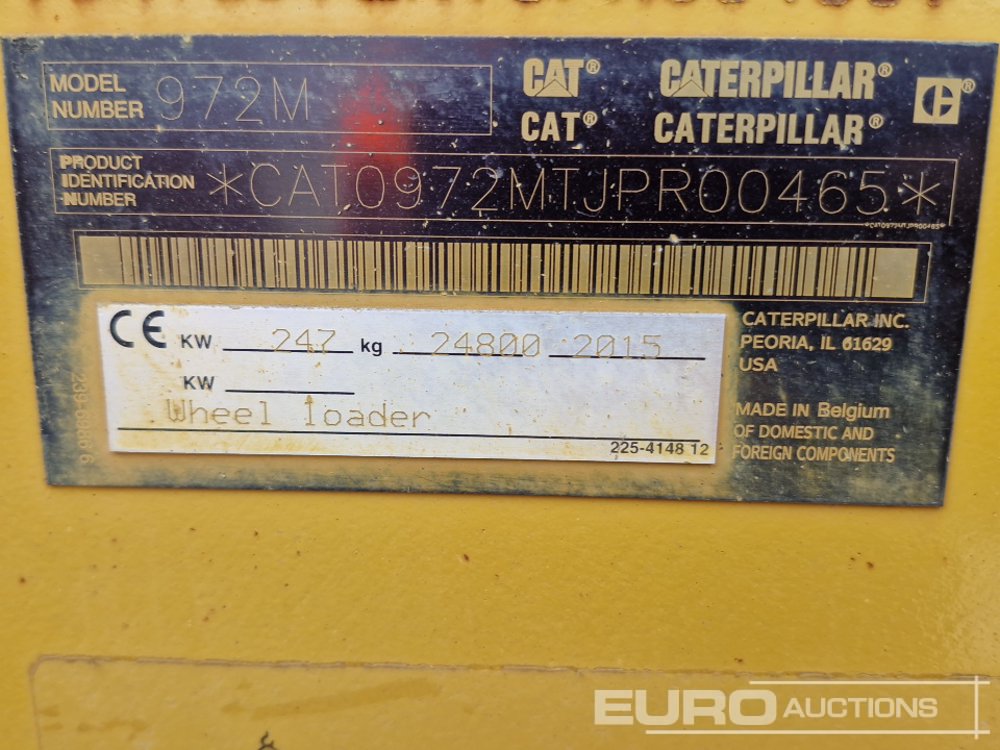 MODEL
NUMBER 972M
CAT® CATERPILLAR® ®
CAT® CATERPILLAR®
PRODUCT
IDENTIFICATION
NUMBER *CAT0972MTJPR00465*
*CAT0972MTJPR00465*
CE KW 247 kg 24800 2015
KW
Wheel loader
225-4148 12
CATERPILLAR INC.
PEORIA, IL 61629
USA
MADE IN Belgium
OF DOMESTIC AND
FOREIGN COMPONENTS
EURO AUCTIONS